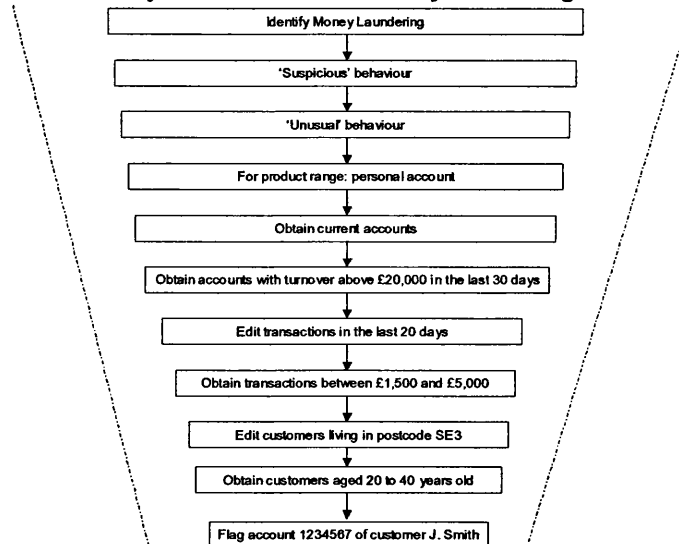 Identify Money Laundering
'Suspicious' behaviour
'Unusual' behaviour
For product range: personal account
Obtain current accounts
Obtain accounts with turnover above £20,000 in the last 30 days
Edit transactions in the last 20 days
Obtain transactions between £1,500 and £5,000
Edit customers living in postcode SE3
Obtain customers aged 20 to 40 years old
Flag account 1234567 of customer J. Smith